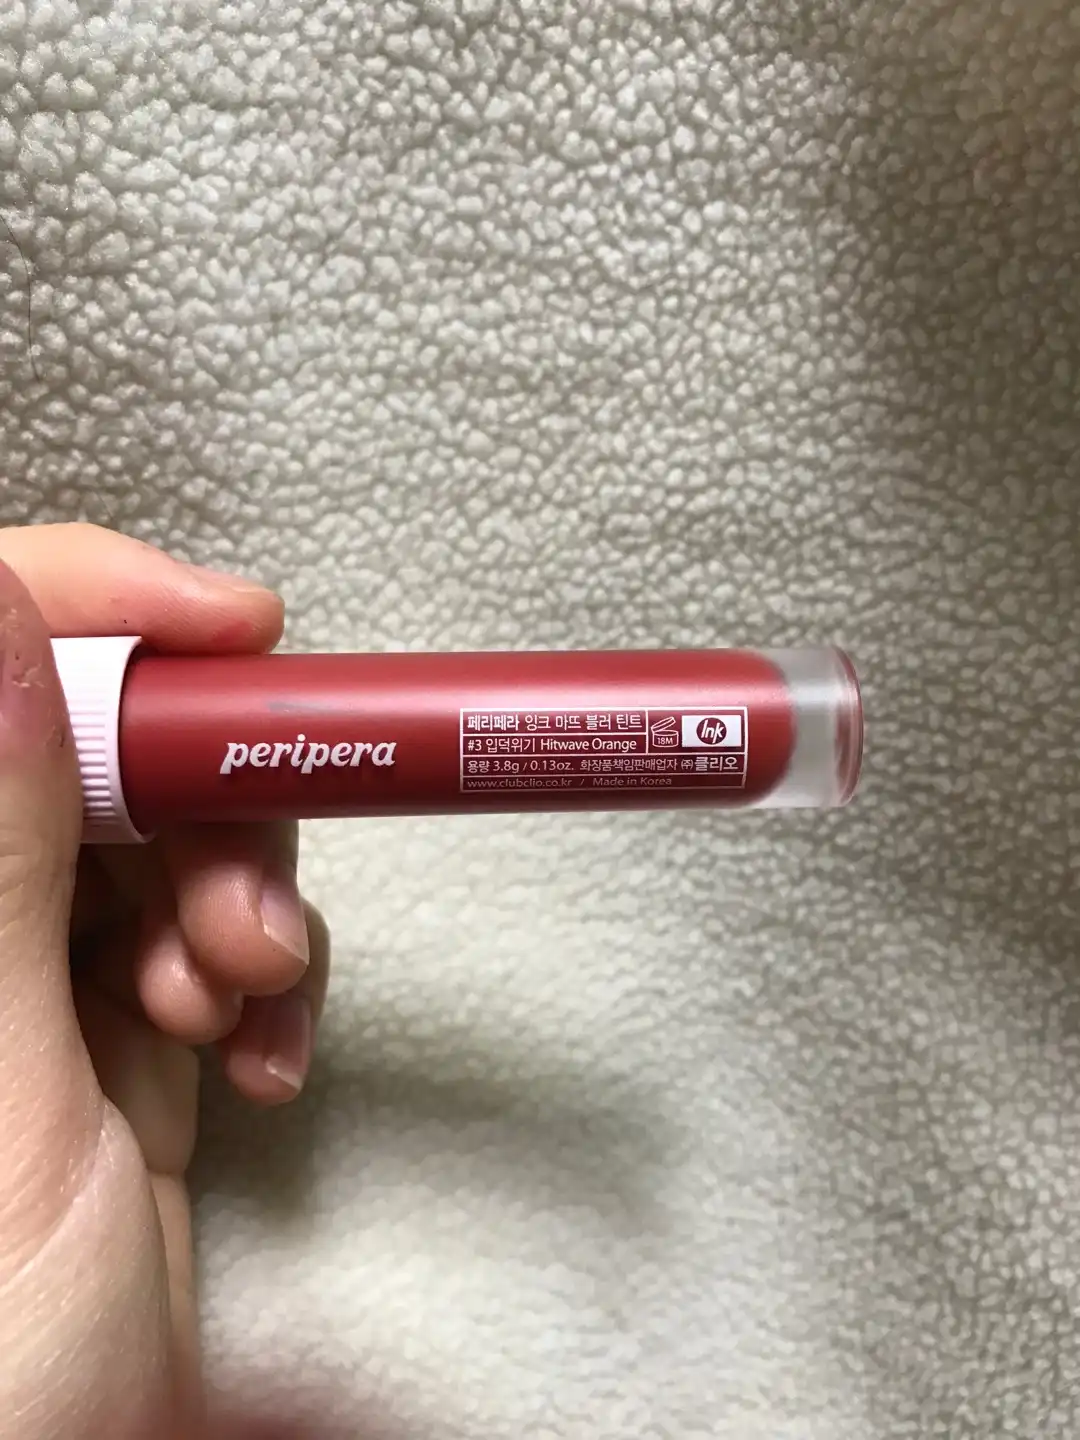 peripera
페리페라 잉크 마뜨 블러 틴트
#3 입덕위기 Hitwave Orange
18M
Ink
용량 3.8g / 0.13oz. 화장품책임판매업자 ㈜클리오
www.clubclio.co.kr / Made in Korea